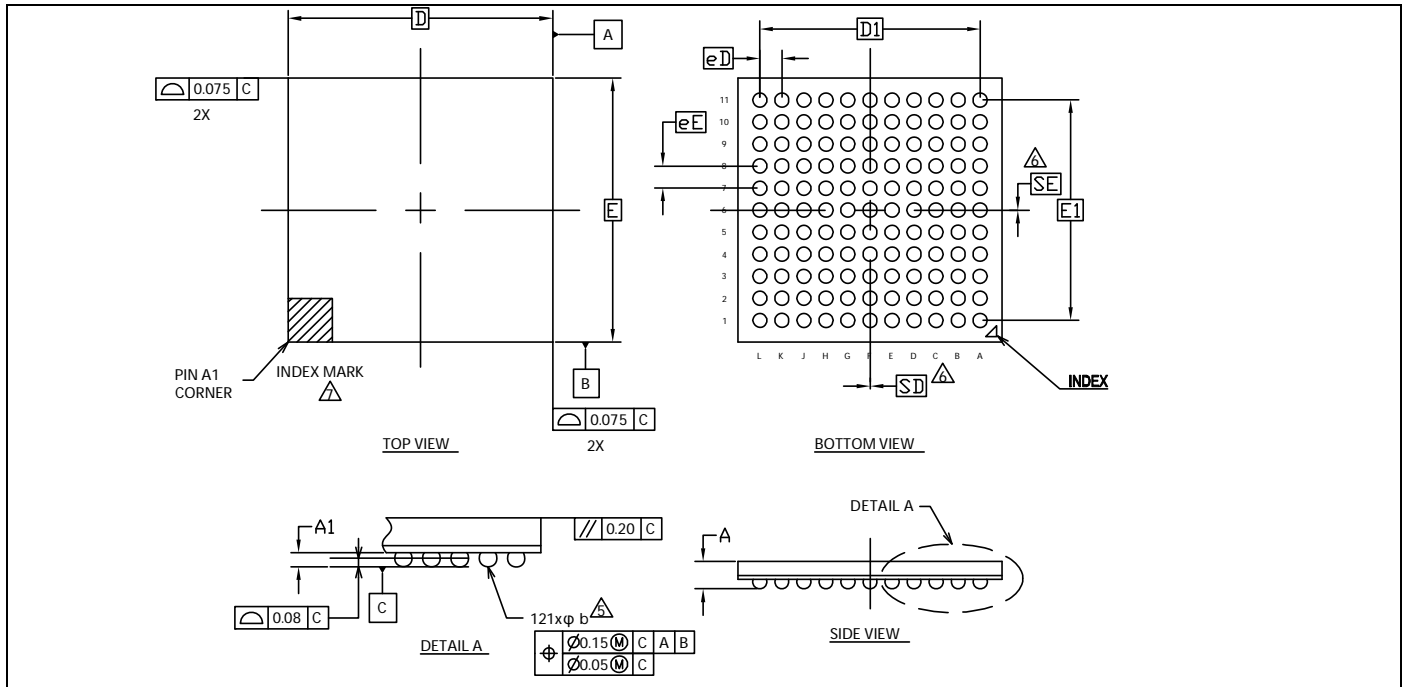 D
A
0.075 C
2X
E
PIN A1
CORNER
INDEX MARK
7
B
0.075 C
2X
TOP VIEW
D1
eD
eE
11
10
9
8
7
6
5
4
3
2
1
6
SE
E1
L K J H G F E D C B A
SD
6
INDEX
BOTTOM VIEW
A1
// 0.20 C
0.08 C
C
121xφ b
5
DETAIL A
⌖ Ø0.15 Ⓜ C A B
Ø0.05 Ⓜ C
DETAIL A
A
SIDE VIEW